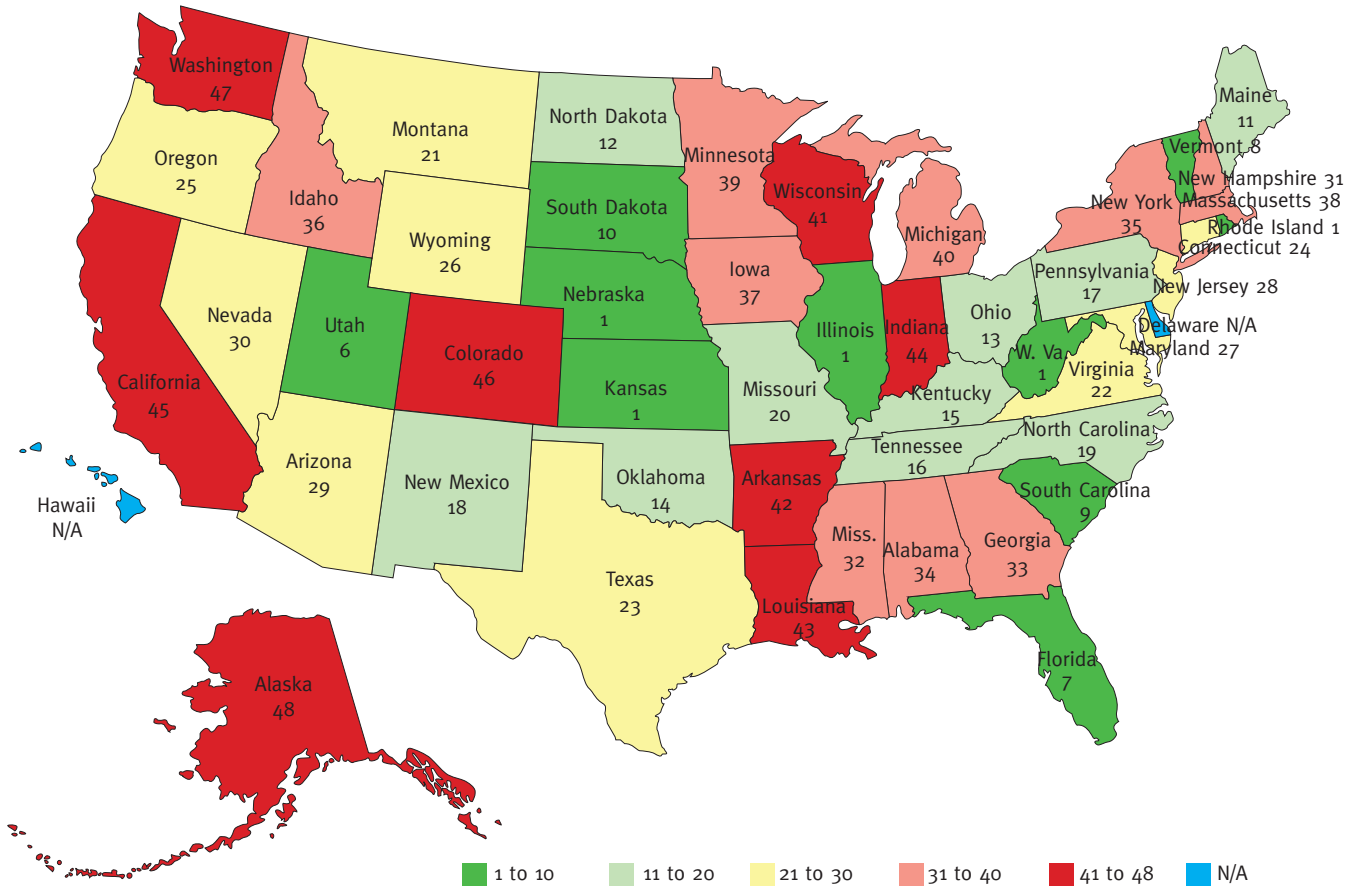 Washington
47
Oregon
25
California
45
Nevada
30
Idaho
36
Montana
21
Wyoming
26
Utah
6
Colorado
46
Arizona
29
New Mexico
18
North Dakota
12
South Dakota
10
Nebraska
1
Kansas
1
Oklahoma
14
Texas
23
Minnesota
39
Iowa
37
Missouri
20
Arkansas
42
Louisiana
43
Wisconsin
41
Illinois
1
Michigan
40
Indiana
44
Ohio
13
Kentucky
15
Tennessee
16
Miss.
32
Alabama
34
Georgia
33
Florida
7
South Carolina
9
North Carolina
19
Virginia
22
W. Va.
1
Pennsylvania
17
New York
35
Maine
11
Vermont 8
New Hampshire 31
Massachusetts 38
Rhode Island 1
Connecticut 24
New Jersey 28
Delaware N/A
Maryland 27
Hawaii
N/A
Alaska
48
1 to 10
11 to 20
21 to 30
31 to 40
41 to 48
N/A